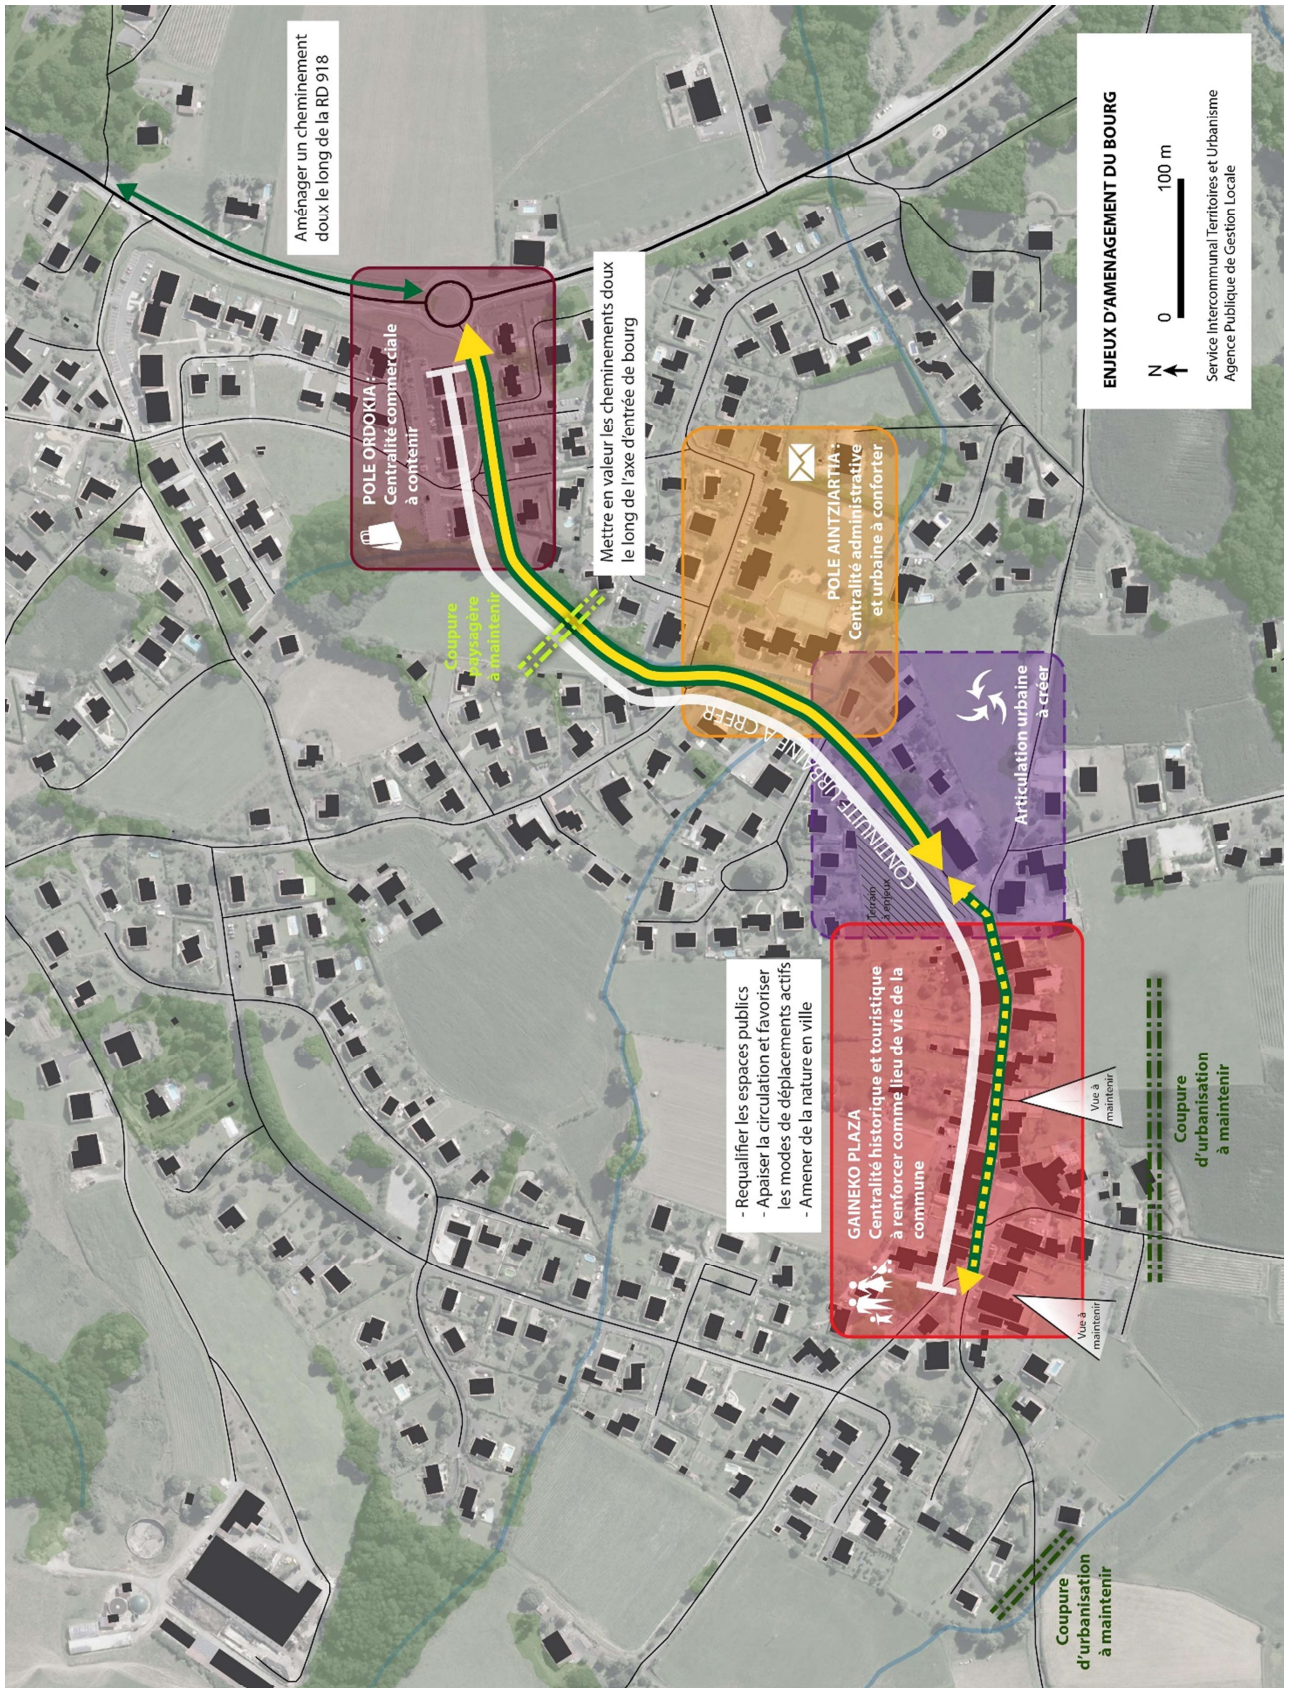 Aménager un cheminement
doux le long de la RD 918
POLE ORDOKIA :
Centralité commerciale
à contenir
Mettre en valeur les cheminements doux
le long de l'axe d'entrée de bourg
Coupure
paysagère
à maintenir
POLE AINTZIARTIA :
Centralité administrative
et urbaine à conforter
CONTINUITE URBAINE A CREER
Articulation urbaine
à créer
Terrain
à enjeux
- Requalifier les espaces publics
- Apaiser la circulation et favoriser
les modes de déplacements actifs
- Amener de la nature en ville
GAINEKO PLAZA
Centralité historique et touristique
à renforcer comme lieu de vie de la
commune
Vue à
maintenir
Vue à
maintenir
Coupure
d'urbanisation
à maintenir
Coupure
d'urbanisation
à maintenir
ENJEUX D'AMENAGEMENT DU BOURG
N
0 100 m
Service Intercommunal Territoires et Urbanisme
Agence Publique de Gestion Locale